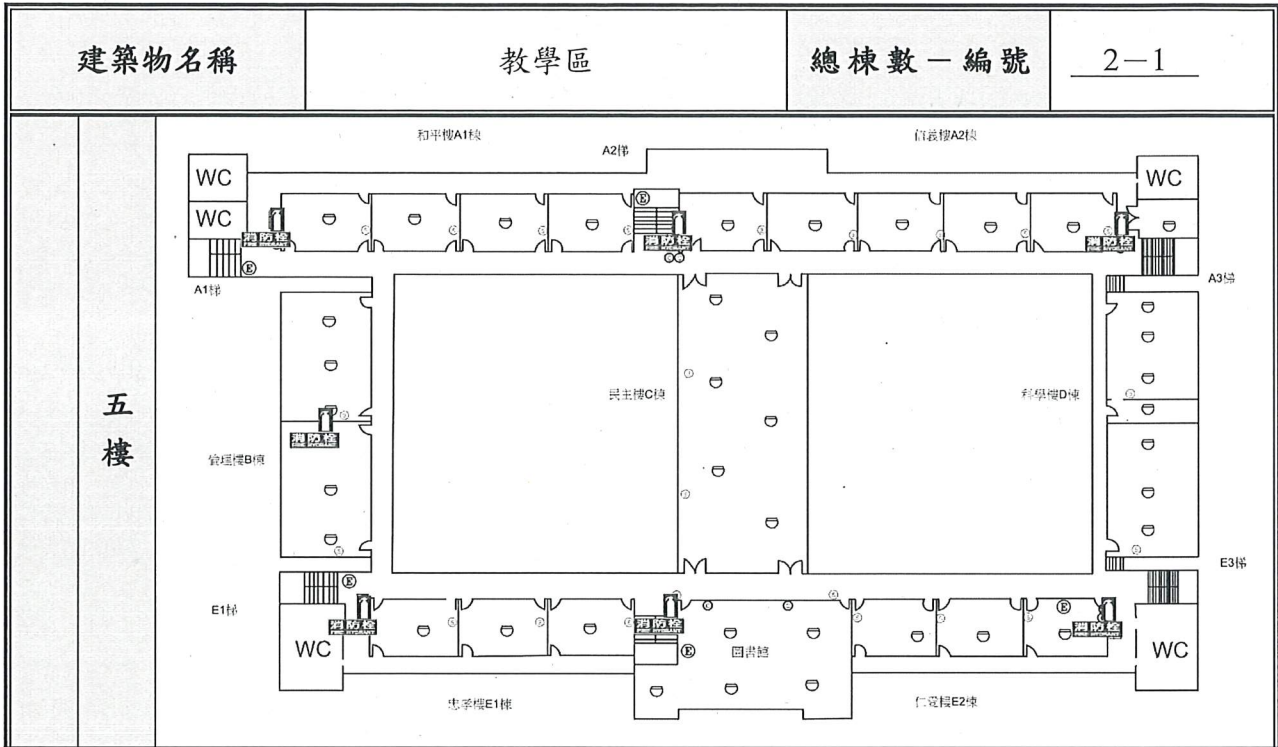 建築物名稱
教學區
總棟數－編號
2－1
五樓
和平樓A1棟
A2梯
信義樓A2棟
WC
WC
WC
E
消防栓
消防栓
消防栓
E
A1梯
A3梯
民主樓C棟
科學樓D棟
消防栓
管理樓B棟
E3梯
E
E1梯
E
消防栓
消防栓
消防栓
WC
圖書館
E
WC
忠孝樓E1棟
仁愛樓E2棟